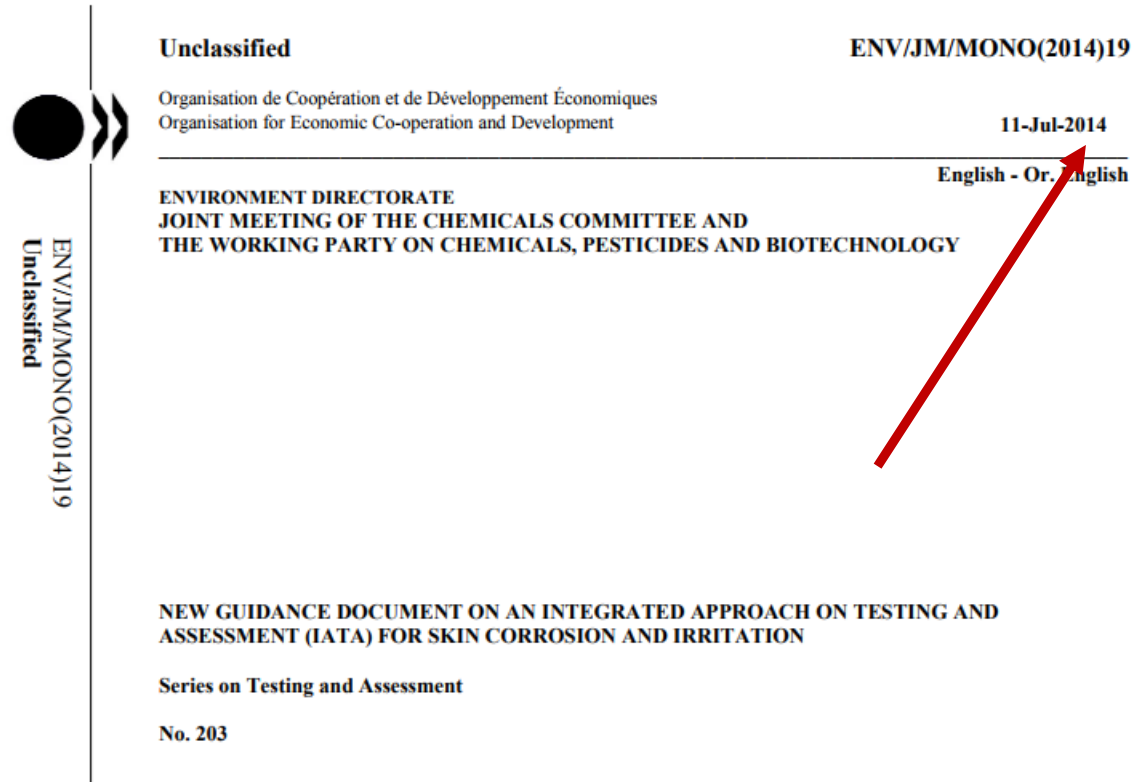 Unclassified
ENV/JM/MONO(2014)19
Organisation de Coopération et de Développement Économiques
Organisation for Economic Co-operation and Development
11-Jul-2014
English - Or. English
ENVIRONMENT DIRECTORATE
JOINT MEETING OF THE CHEMICALS COMMITTEE AND
THE WORKING PARTY ON CHEMICALS, PESTICIDES AND BIOTECHNOLOGY
ENV/JM/MONO(2014)19
Unclassified
NEW GUIDANCE DOCUMENT ON AN INTEGRATED APPROACH ON TESTING AND
ASSESSMENT (IATA) FOR SKIN CORROSION AND IRRITATION
Series on Testing and Assessment
No. 203